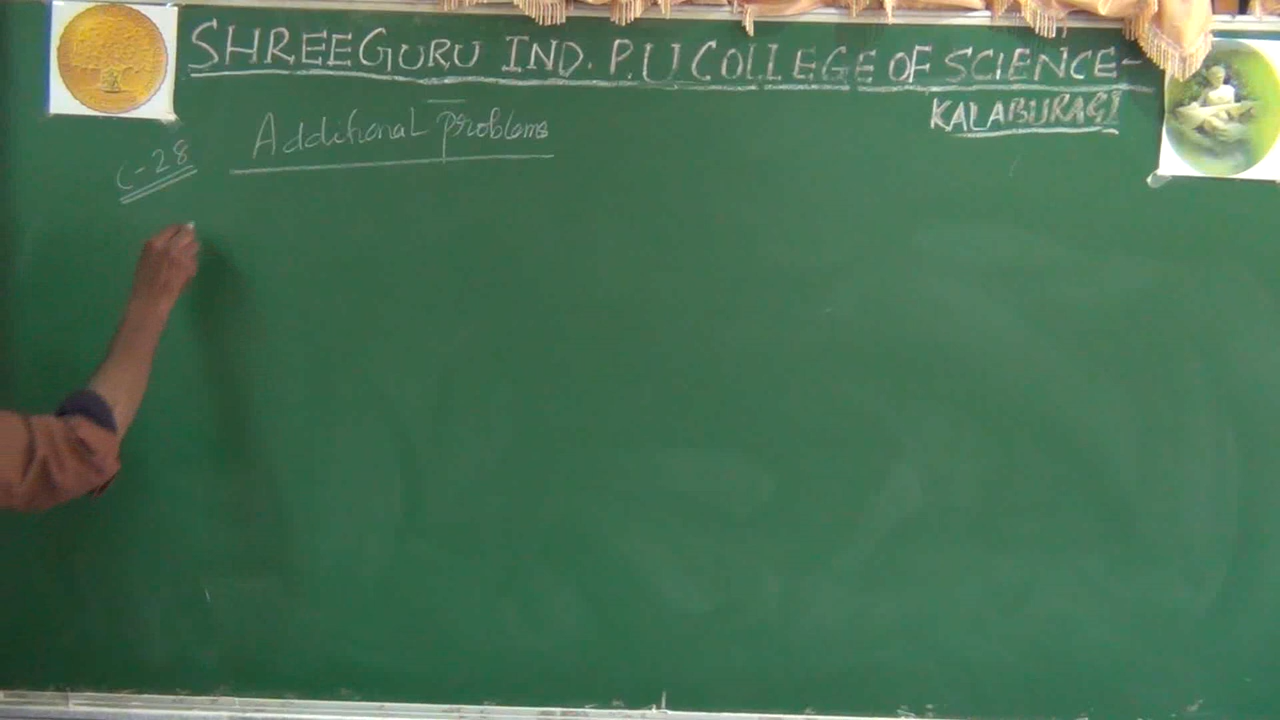 SHREEGURU IND. P.U COLLEGE OF SCIENCE-
KALABURAGI
C-28
Additional Problems